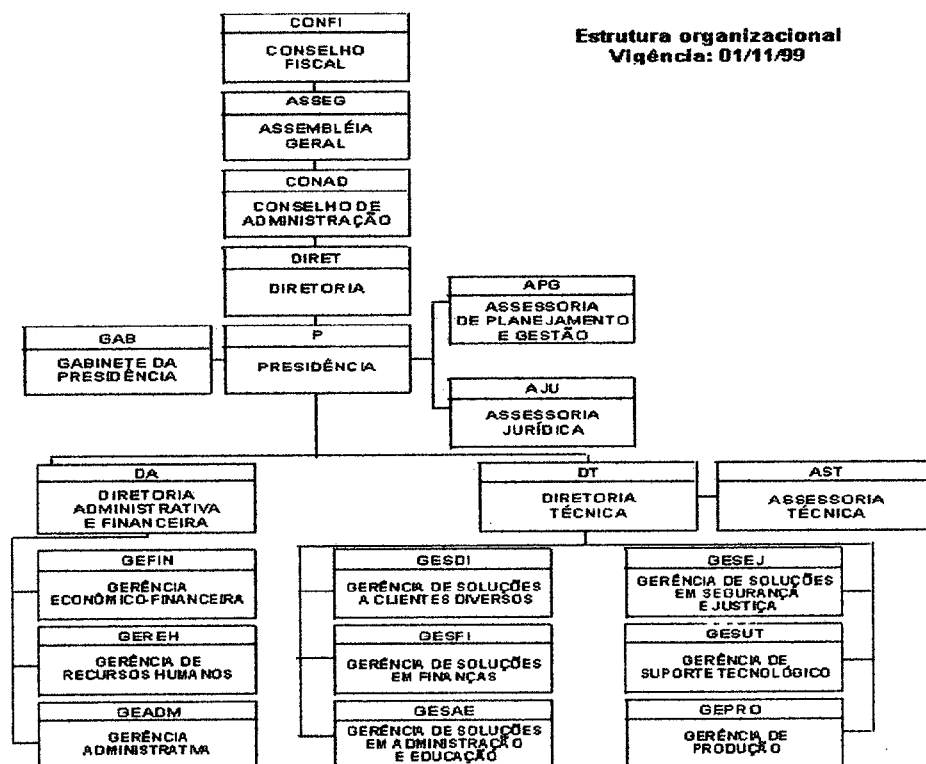 Estrutura organizacional
Vigência: 01/11/99
CONFI
CONSELHO
FISCAL
ASSEG
ASSEMBLÉIA
GERAL
CONAD
CONSELHO DE
ADMINISTRAÇÃO
DIRET
DIRETORIA
APG
ASSESSORIA
DE PLANEJAMENTO
E GESTÃO
GAB
GABINETE DA
PRESIDÊNCIA
P
PRESIDÊNCIA
AJU
ASSESSORIA
JURÍDICA
DA
DIRETORIA
ADMINISTRATIVA
E FINANCEIRA
DT
DIRETORIA
TÉCNICA
AST
ASSESSORIA
TÉCNICA
GEFIN
GERÊNCIA
ECONÔMICO-FINANCEIRA
GESDI
GERÊNCIA DE SOLUÇÕES
A CLIENTES DIVERSOS
GESEJ
GERÊNCIA DE SOLUÇÕES
EM SEGURANÇA
E JUSTIÇA
GEREH
GERÊNCIA DE
RECURSOS HUMANOS
GESFI
GERÊNCIA DE SOLUÇÕES
EM FINANÇAS
GESUT
GERÊNCIA DE
SUPORTE TECNOLÓGICO
GEADM
GERÊNCIA
ADMINISTRATIVA
GESAE
GERÊNCIA DE SOLUÇÕES
EM ADMINISTRAÇÃO
E EDUCAÇÃO
GEPRO
GERÊNCIA DE
PRODUÇÃO